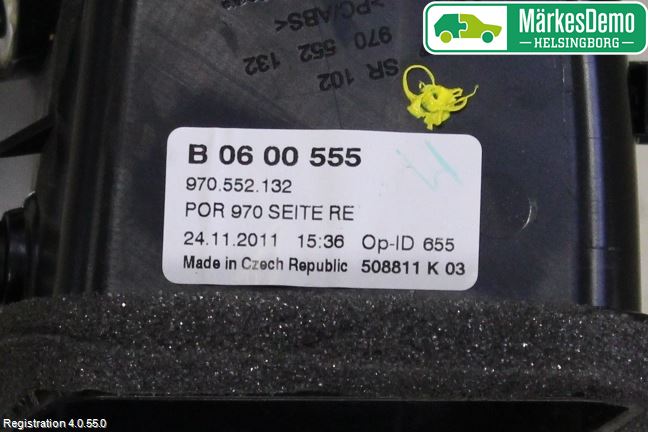 MärkesDemo
HELSINGBORG
>PC/ABS<
970 552 132
SR 102
B 06 00 555
970.552.132
POR 970 SEITE RE
24.11.2011 15:36 Op-ID 655
Made in Czech Republic 508811 K 03
Registration 4.0.55.0